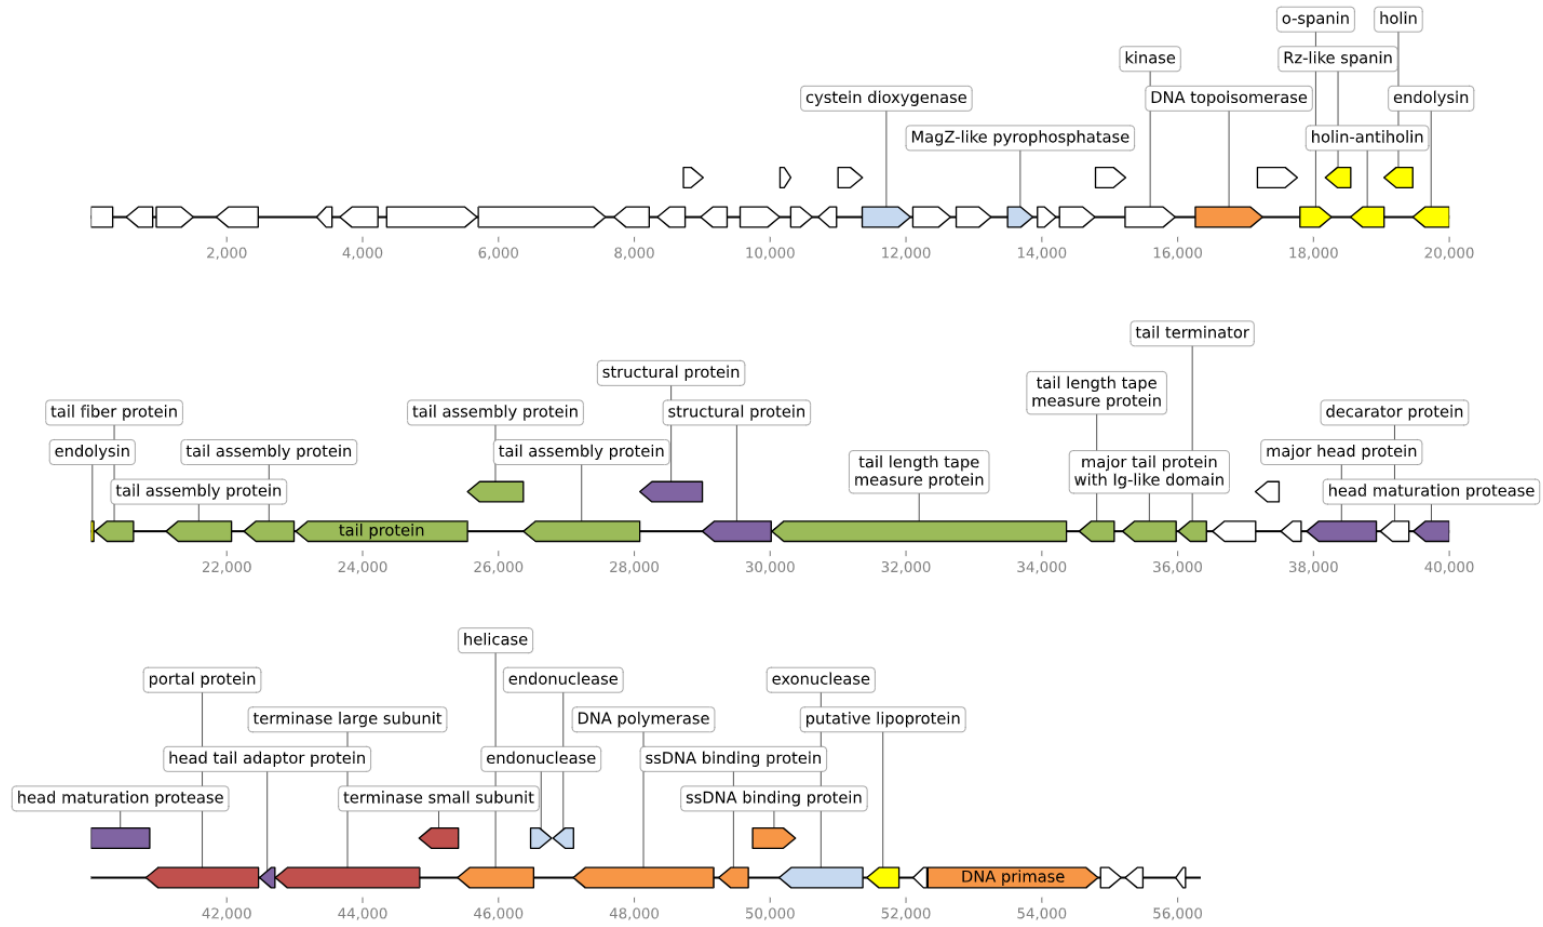 o-spanin
holin
kinase
Rz-like spanin
cystein dioxygenase
DNA topoisomerase
endolysin
MagZ-like pyrophosphatase
holin-antiholin
2,000
4,000
6,000
8,000
10,000
12,000
14,000
16,000
18,000
20,000
tail terminator
structural protein
tail length tape
measure protein
tail fiber protein
tail assembly protein
structural protein
decarator protein
endolysin
tail assembly protein
tail assembly protein
tail length tape
measure protein
major tail protein
with Ig-like domain
major head protein
tail assembly protein
head maturation protease
tail protein
22,000
24,000
26,000
28,000
30,000
32,000
34,000
36,000
38,000
40,000
helicase
portal protein
endonuclease
exonuclease
terminase large subunit
DNA polymerase
putative lipoprotein
head tail adaptor protein
endonuclease
ssDNA binding protein
head maturation protease
terminase small subunit
ssDNA binding protein
DNA primase
42,000
44,000
46,000
48,000
50,000
52,000
54,000
56,000